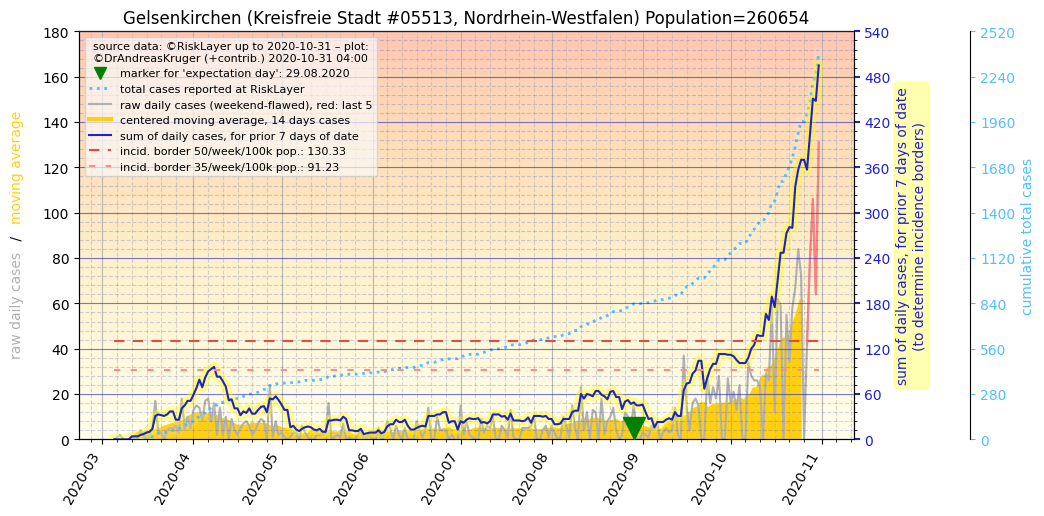 Gelsenkirchen (Kreisfreie Stadt #05513, Nordrhein-Westfalen) Population=260654
source data: ©RiskLayer up to 2020-10-31 – plot:
©DrAndreasKruger (+contrib.) 2020-10-31 04:00
marker for 'expectation day': 29.08.2020
total cases reported at RiskLayer
raw daily cases (weekend-flawed), red: last 5
centered moving average, 14 days cases
sum of daily cases, for prior 7 days of date
incid. border 50/week/100k pop.: 130.33
incid. border 35/week/100k pop.: 91.23
raw daily cases / moving average
180
160
140
120
100
80
60
40
20
0
2020-03
2020-04
2020-05
2020-06
2020-07
2020-08
2020-09
2020-10
2020-11
540
480
420
360
300
240
180
120
60
0
sum of daily cases, for prior 7 days of date
(to determine incidence borders)
2520
2240
1960
1680
1400
1120
840
560
280
0
cumulative total cases